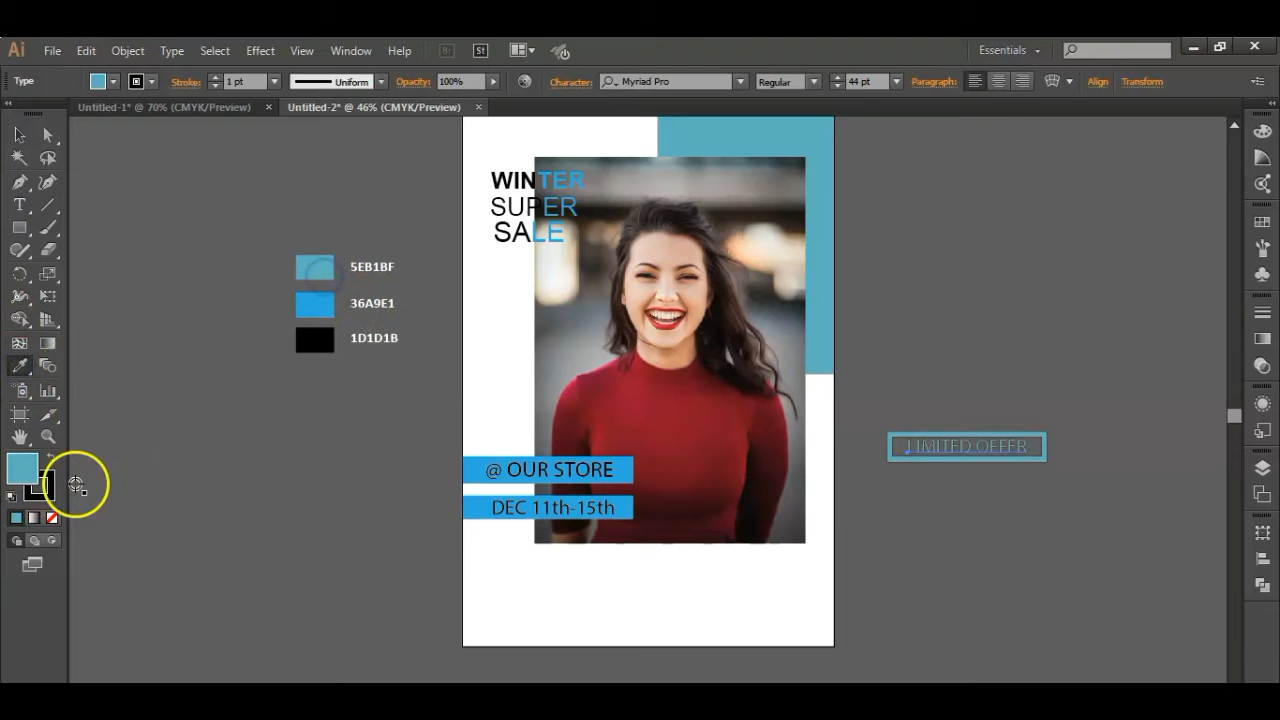 Ai File Edit Object Type Select Effect View Window Help Br St Essentials
Type Stroke: 1 pt Uniform Opacity: 100% Character: Myriad Pro Regular 44 pt Paragraph: Align Transform
Untitled-1* @ 70% (CMYK/Preview) × Untitled-2* @ 46% (CMYK/Preview) ×
WINTER
SUPER
SALE
5EB1BF
36A9E1
1D1D1B
LIMITED OFFER
@ OUR STORE
DEC 11th-15th